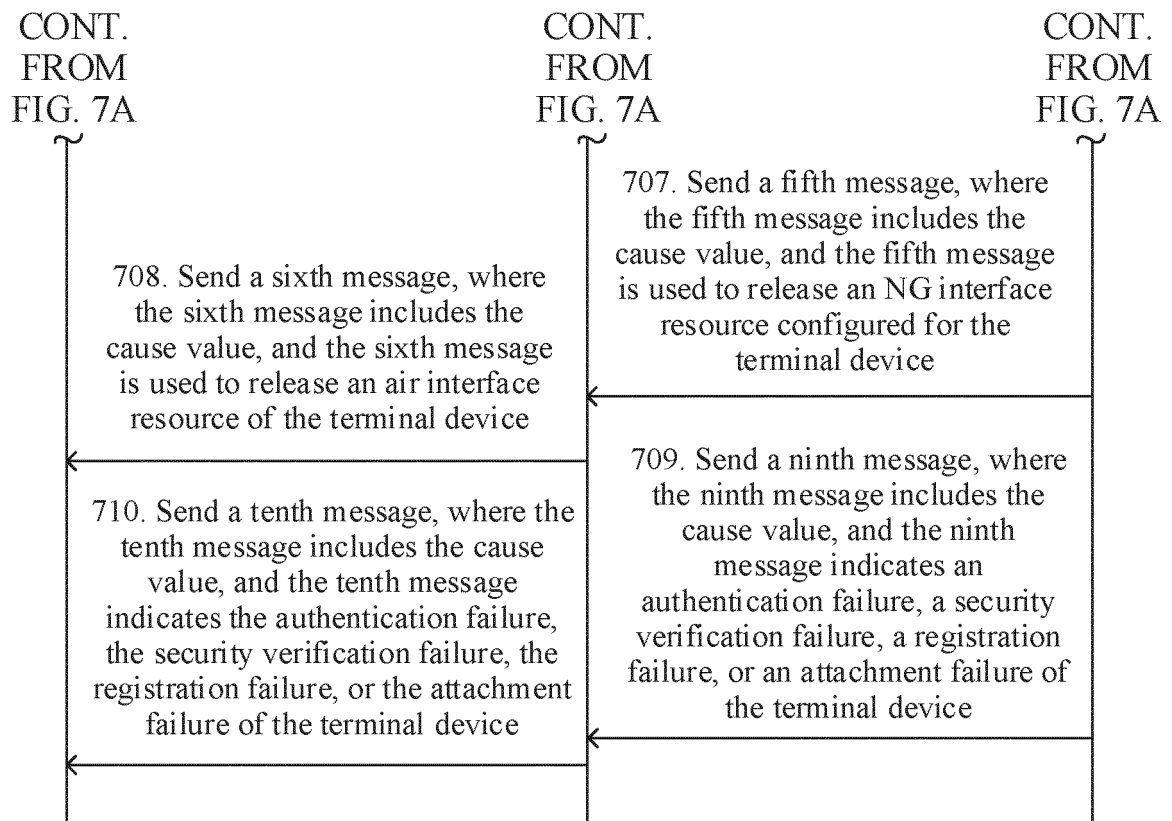 CONT.
FROM
FIG. 7A
CONT.
FROM
FIG. 7A
CONT.
FROM
FIG. 7A
707. Send a fifth message, where
the fifth message includes the
cause value, and the fifth message
is used to release an NG interface
resource configured for the
terminal device
708. Send a sixth message, where
the sixth message includes the
cause value, and the sixth message
is used to release an air interface
resource of the terminal device
709. Send a ninth message, where
the ninth message includes the
cause value, and the ninth
message indicates an
authentication failure, a security
verification failure, a registration
failure, or an attachment failure of
the terminal device
710. Send a tenth message, where the
tenth message includes the cause
value, and the tenth message
indicates the authentication failure,
the security verification failure, the
registration failure, or the attachment
failure of the terminal device